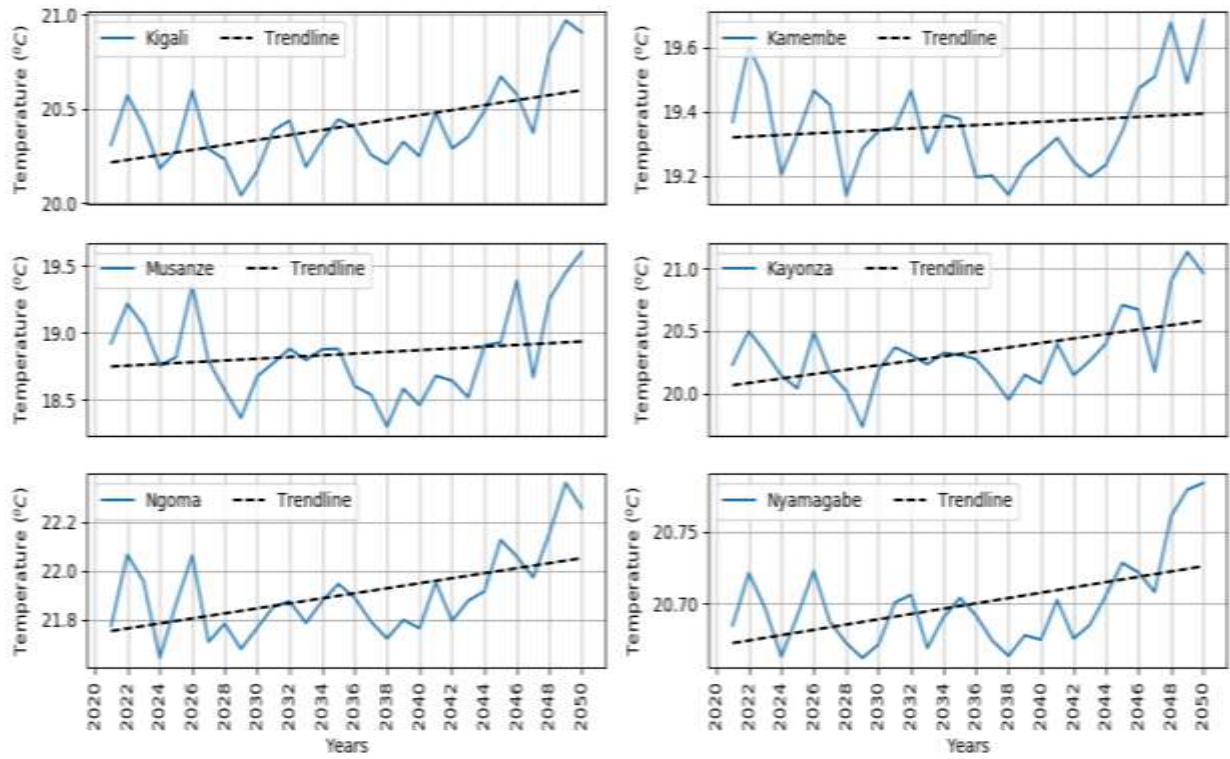 Kigali Trendline
Temperature (°C)
21.0
20.5
20.0
Kamembe Trendline
Temperature (°C)
19.6
19.4
19.2
Musanze Trendline
Temperature (°C)
19.5
19.0
18.5
Kayonza Trendline
Temperature (°C)
21.0
20.5
20.0
Ngoma Trendline
Temperature (°C)
22.2
22.0
21.8
2020 2022 2024 2026 2028 2030 2032 2034 2036 2038 2040 2042 2044 2046 2048 2050
Years
Nyamagabe Trendline
Temperature (°C)
20.75
20.70
2020 2022 2024 2026 2028 2030 2032 2034 2036 2038 2040 2042 2044 2046 2048 2050
Years